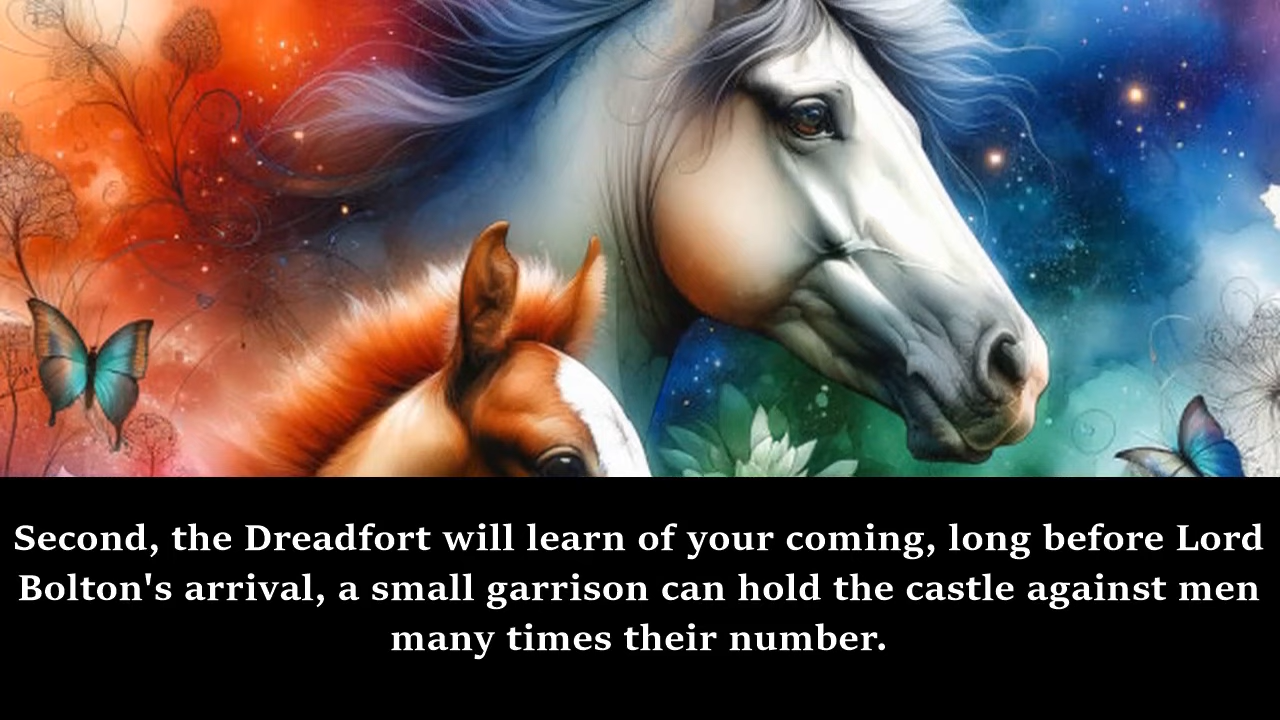 Second, the Dreadfort will learn of your coming, long before Lord
Bolton's arrival, a small garrison can hold the castle against men
many times their number.